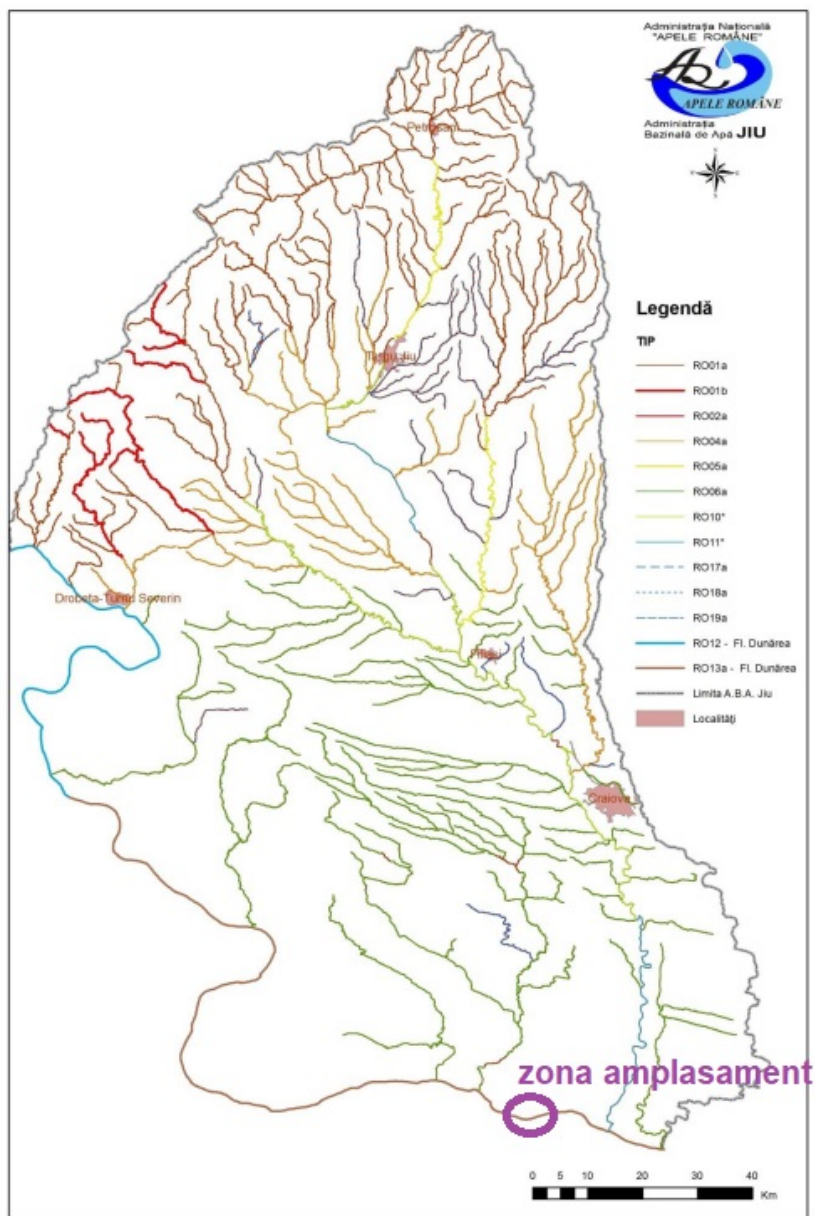 Administrația Națională
"APELE ROMÂNE"
APELE ROMÂNE
Administrația
Bazinală de Apă JIU
Petroșani
Legendă
TIP
RO01a
RO01b
RO02a
RO04a
RO05a
RO06a
RO10*
RO11*
RO17a
RO18a
RO19a
RO12 - Fl. Dunărea
RO13a - Fl. Dunărea
Limita A.B.A. Jiu
Localități
Drobeta-Turnu Severin
Craiova
zona amplasament
0 5 10 20 30 40
Km